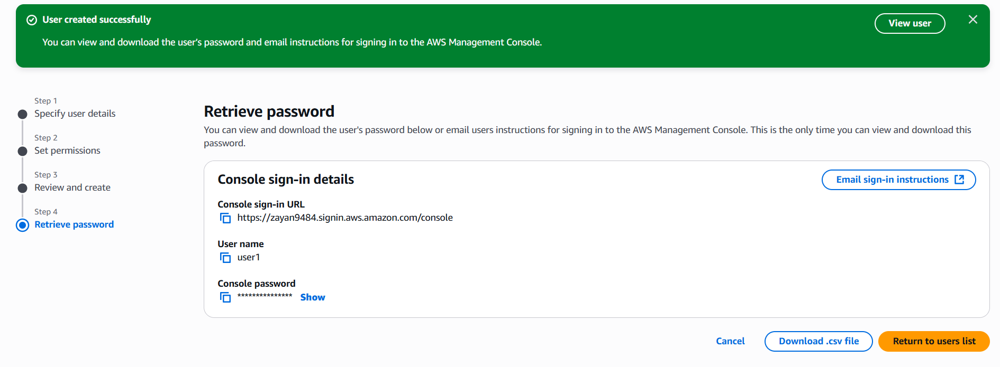 User created successfully
View user
You can view and download the user's password and email instructions for signing in to the AWS Management Console.
Step 1
Specify user details
Step 2
Set permissions
Step 3
Review and create
Step 4
Retrieve password
Retrieve password
You can view and download the user's password below or email users instructions for signing in to the AWS Management Console. This is the only time you can view and download this
password.
Console sign-in details
Email sign-in instructions
Console sign-in URL
https://zayan9484.signin.aws.amazon.com/console
User name
user1
Console password
*************** Show
Cancel
Download .csv file
Return to users list